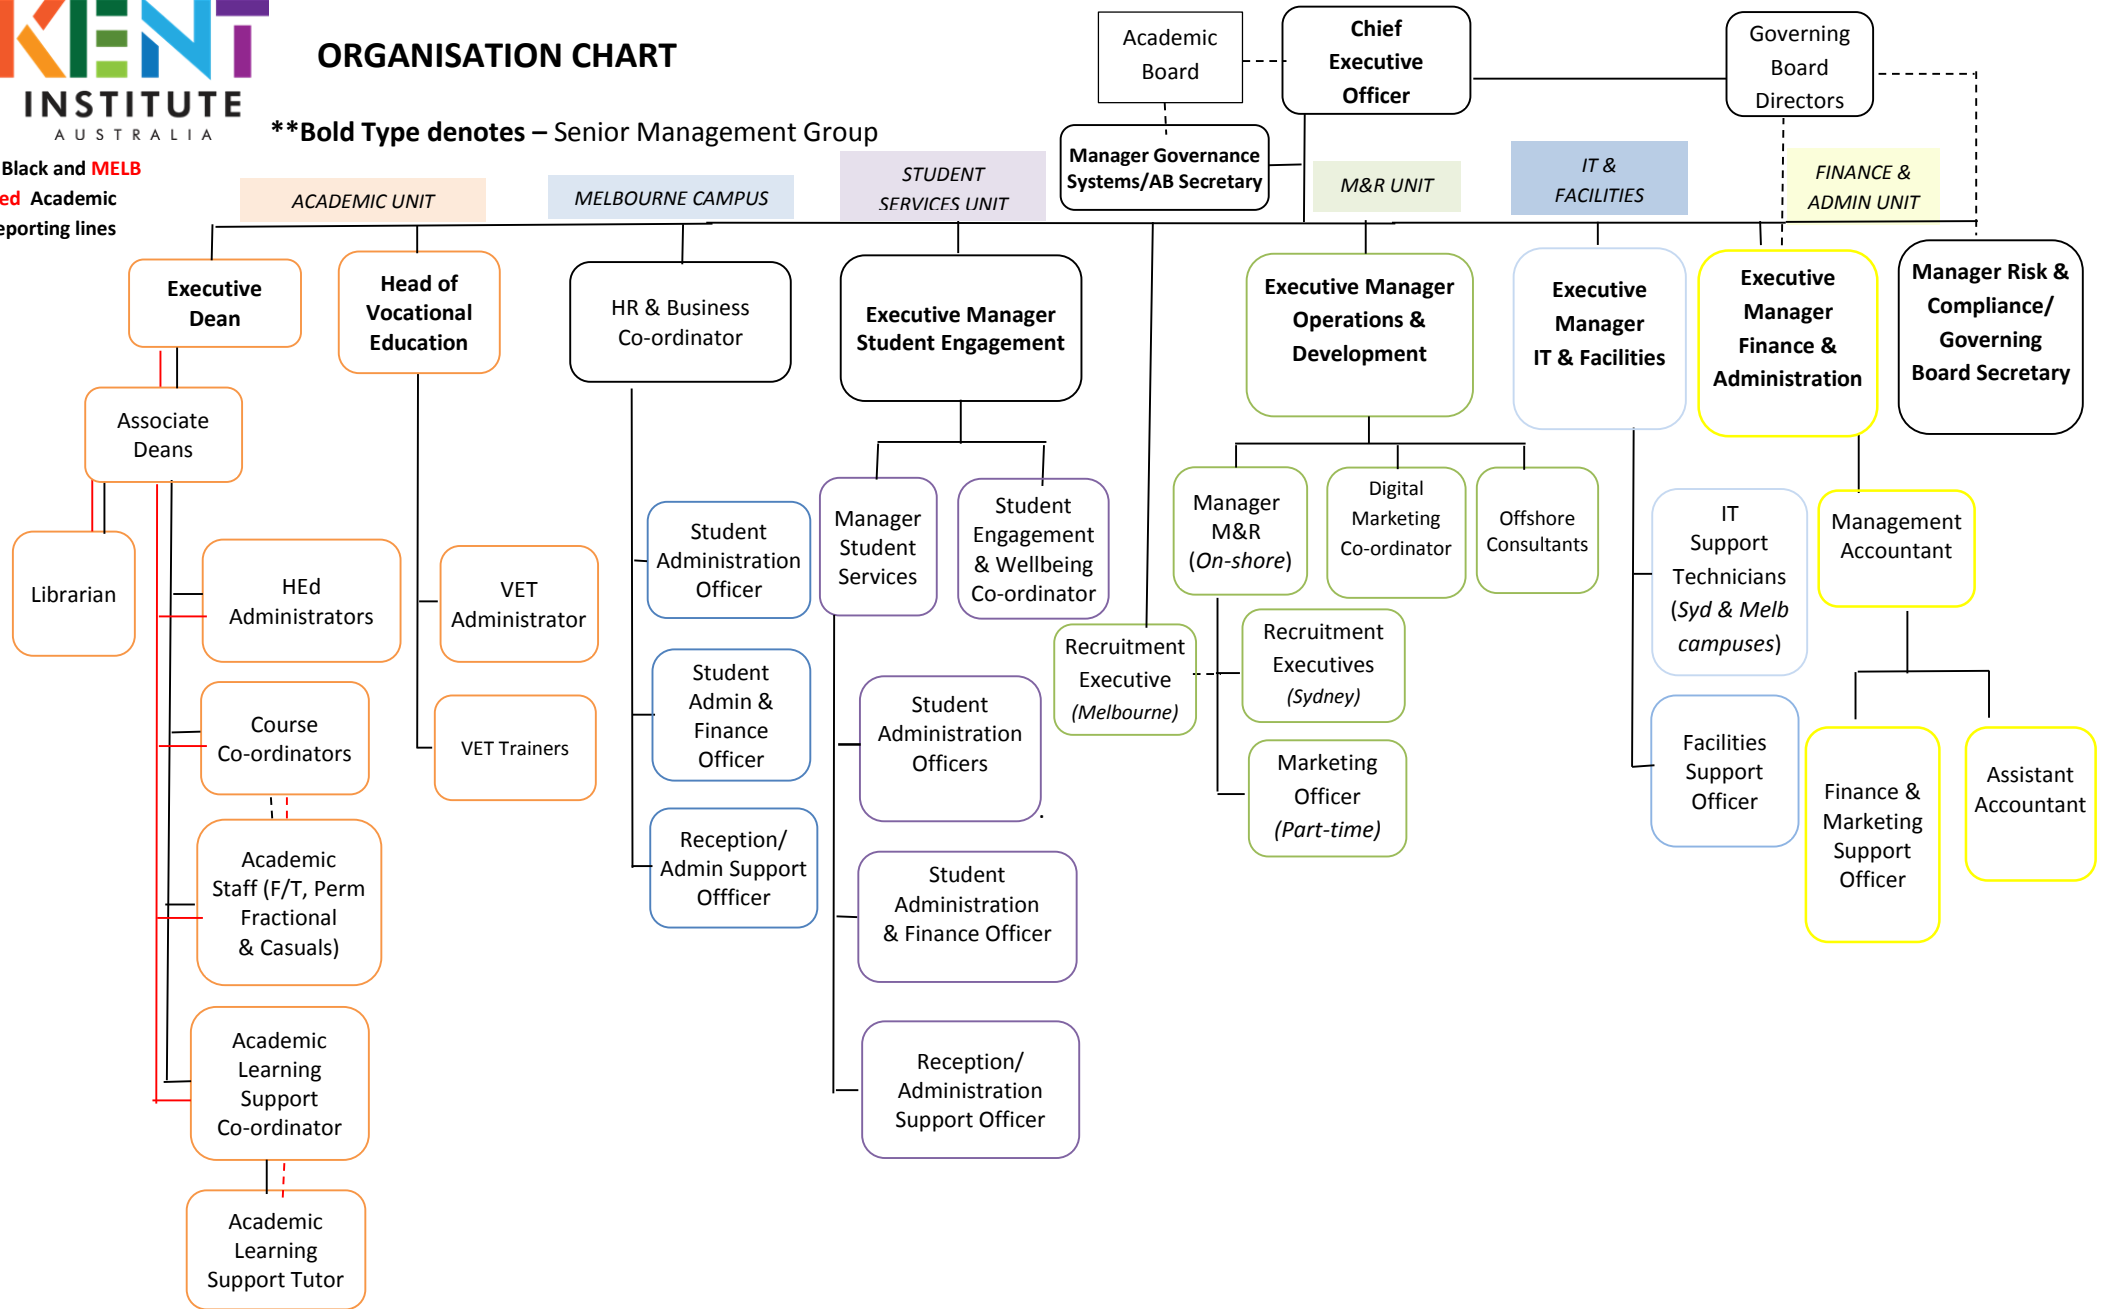 KENT
INSTITUTE
AUSTRALIA
ORGANISATION CHART
**Bold Type denotes – Senior Management Group
Black and MELB
ed Academic
eporting lines
Academic
Board
Chief
Executive
Officer
Governing
Board
Directors
Manager Governance
Systems/AB Secretary
ACADEMIC UNIT
MELBOURNE CAMPUS
STUDENT
SERVICES UNIT
M&R UNIT
IT &
FACILITIES
FINANCE &
ADMIN UNIT
Executive
Dean
Head of
Vocational
Education
HR & Business
Co-ordinator
Executive Manager
Student Engagement
Executive Manager
Operations &
Development
Executive
Manager
IT & Facilities
Executive
Manager
Finance &
Administration
Manager Risk &
Compliance/
Governing
Board Secretary
Associate
Deans
Librarian
HEd
Administrators
Course
Co-ordinators
Academic
Staff (F/T, Perm
Fractional
& Casuals)
Academic
Learning
Support
Co-ordinator
Academic
Learning
Support Tutor
VET
Administrator
VET Trainers
Student
Administration
Officer
Student
Admin &
Finance
Officer
Reception/
Admin Support
Offficer
Manager
Student
Services
Student
Engagement
& Wellbeing
Co-ordinator
Student
Administration
Officers
.
Student
Administration
& Finance Officer
Reception/
Administration
Support Officer
Recruitment
Executive
(Melbourne)
Manager
M&R
(On-shore)
Digital
Marketing
Co-ordinator
Offshore
Consultants
Recruitment
Executives
(Sydney)
Marketing
Officer
(Part-time)
IT
Support
Technicians
(Syd & Melb
campuses)
Facilities
Support
Officer
Management
Accountant
Finance &
Marketing
Support
Officer
Assistant
Accountant